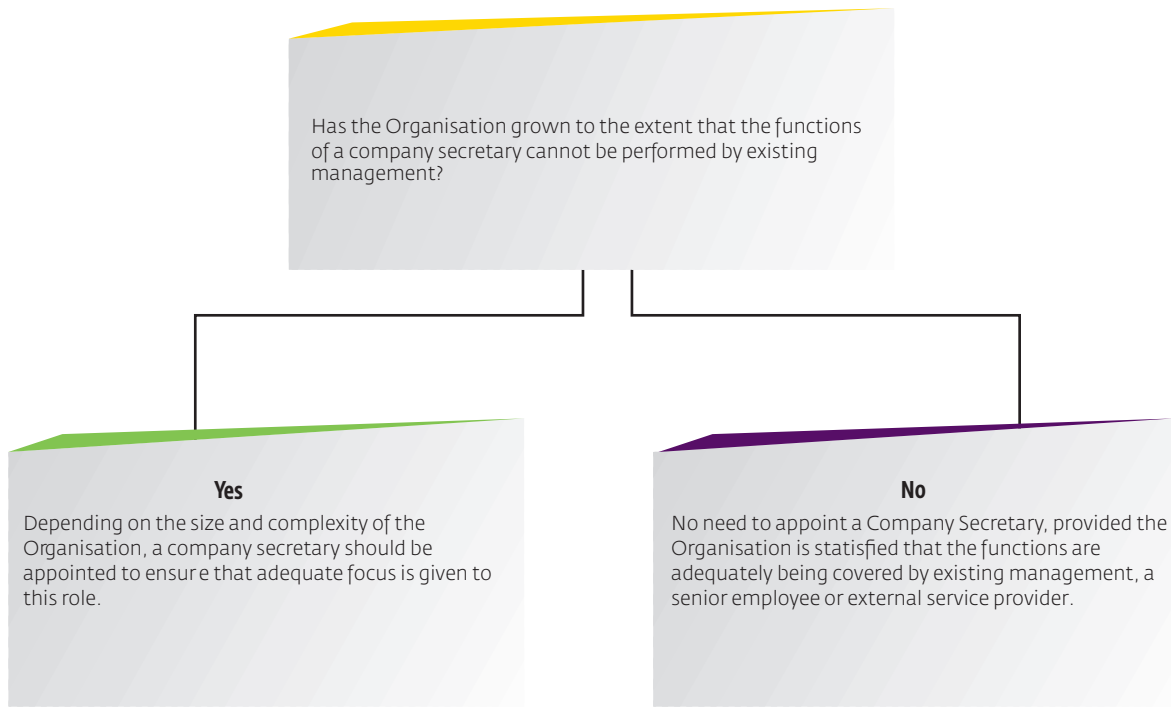 Has the Organisation grown to the extent that the functions
of a company secretary cannot be performed by existing
management?
Yes
Depending on the size and complexity of the
Organisation, a company secretary should be
appointed to ensur e that adequate focus is given to
this role.
No
No need to appoint a Company Secretary, provided the
Organisation is statisfied that the functions are
adequately being covered by existing management, a
senior employee or external service provider.